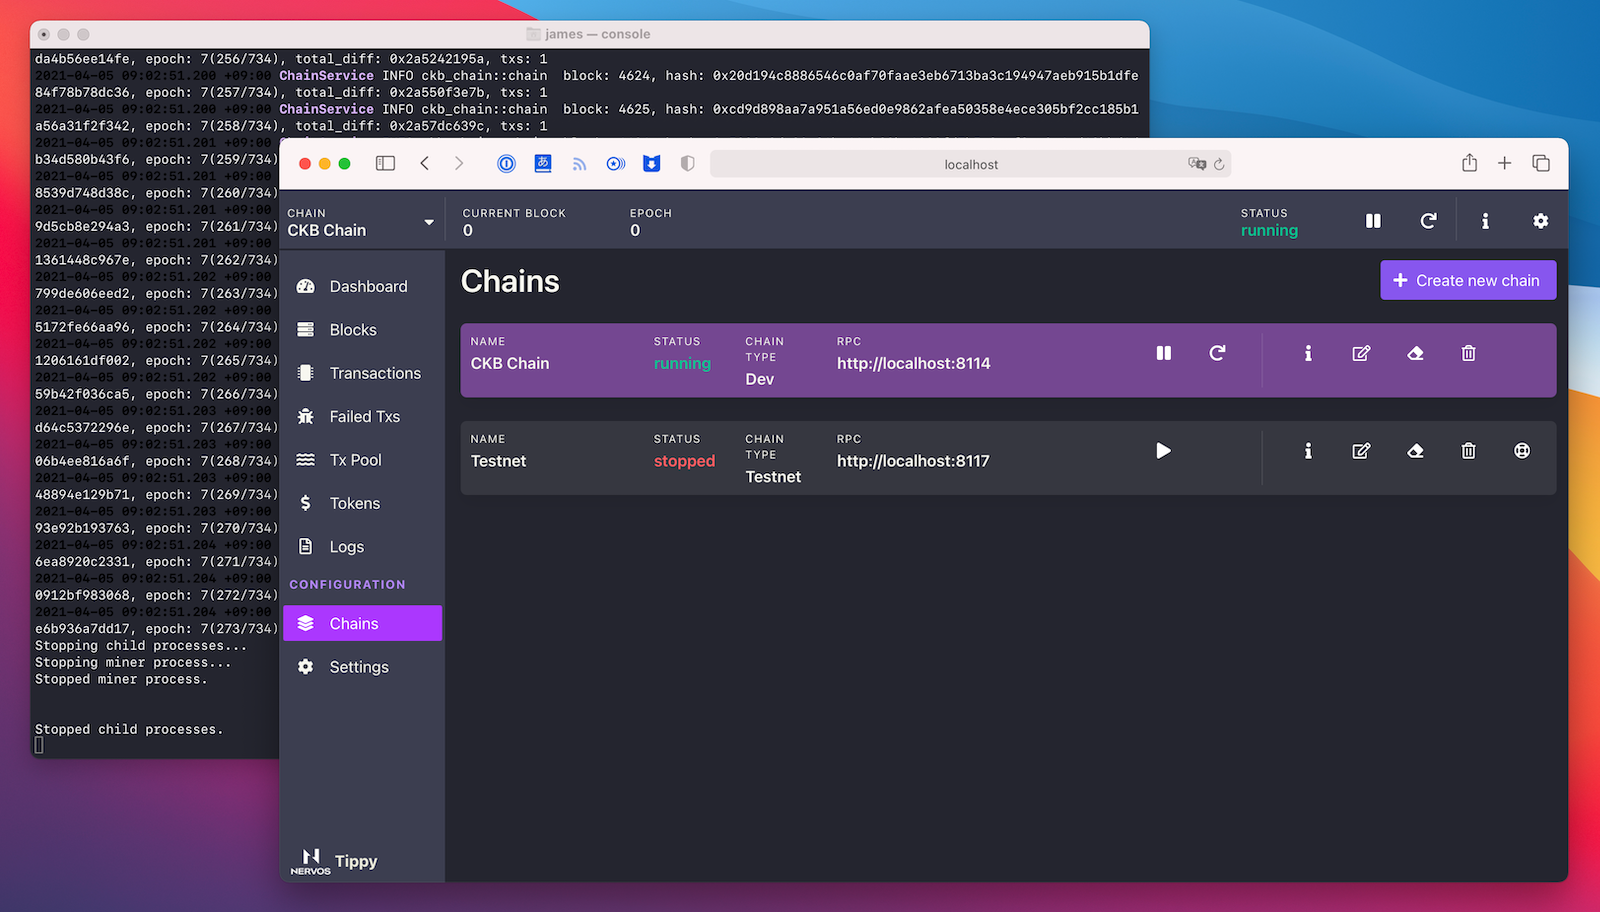 james — console
da4b56ee14fe, epoch: 7(256/734), total_diff: 0x2a5242195a, txs: 1
2021-04-05 09:02:51.200 +09:00 ChainService INFO ckb_chain::chain  block: 4624, hash: 0x20d194c8886546c0af70faae3eb6713ba3c194947aeb915b1dfe
84f78b78dc36, epoch: 7(257/734), total_diff: 0x2a550f3e7b, txs: 1
2021-04-05 09:02:51.200 +09:00 ChainService INFO ckb_chain::chain  block: 4625, hash: 0xcd9d898aa7a951a56ed0e9862afea50358e4ece305bf2cc185b1
a56a31f2f342, epoch: 7(258/734), total_diff: 0x2a57dc639c, txs: 1
b34d580b43f6, epoch: 7(259/734)
2021-04-05 09:02:51.201 +09:00
8539d748d38c, epoch: 7(260/734)
2021-04-05 09:02:51.201 +09:00
9d5cb8e294a3, epoch: 7(261/734)
2021-04-05 09:02:51.201 +09:00
1361448c967e, epoch: 7(262/734)
2021-04-05 09:02:51.202 +09:00
799de606eed2, epoch: 7(263/734)
2021-04-05 09:02:51.202 +09:00
5172fe66aa96, epoch: 7(264/734)
2021-04-05 09:02:51.202 +09:00
1206161df002, epoch: 7(265/734)
2021-04-05 09:02:51.202 +09:00
59b42f036ca5, epoch: 7(266/734)
2021-04-05 09:02:51.203 +09:00
d64c5372296e, epoch: 7(267/734)
2021-04-05 09:02:51.203 +09:00
06b4ee816a6f, epoch: 7(268/734)
2021-04-05 09:02:51.203 +09:00
48894e129b71, epoch: 7(269/734)
2021-04-05 09:02:51.203 +09:00
93e92b193763, epoch: 7(270/734)
2021-04-05 09:02:51.204 +09:00
6ea8920c2331, epoch: 7(271/734)
2021-04-05 09:02:51.204 +09:00
0912bf983068, epoch: 7(272/734)
2021-04-05 09:02:51.204 +09:00
e6b936a7dd17, epoch: 7(273/734)
Stopping child processes...
Stopping miner process...
Stopped miner process.
Stopped child processes.
あ
localhost
CHAIN
CKB Chain
CURRENT BLOCK
0
EPOCH
0
STATUS
running
Dashboard
Blocks
Transactions
Failed Txs
Tx Pool
Tokens
Logs
CONFIGURATION
Chains
Settings
NERVOS Tippy
Chains
Create new chain
NAME
CKB Chain
STATUS
running
CHAIN
TYPE
Dev
RPC
http://localhost:8114
NAME
Testnet
STATUS
stopped
CHAIN
TYPE
Testnet
RPC
http://localhost:8117